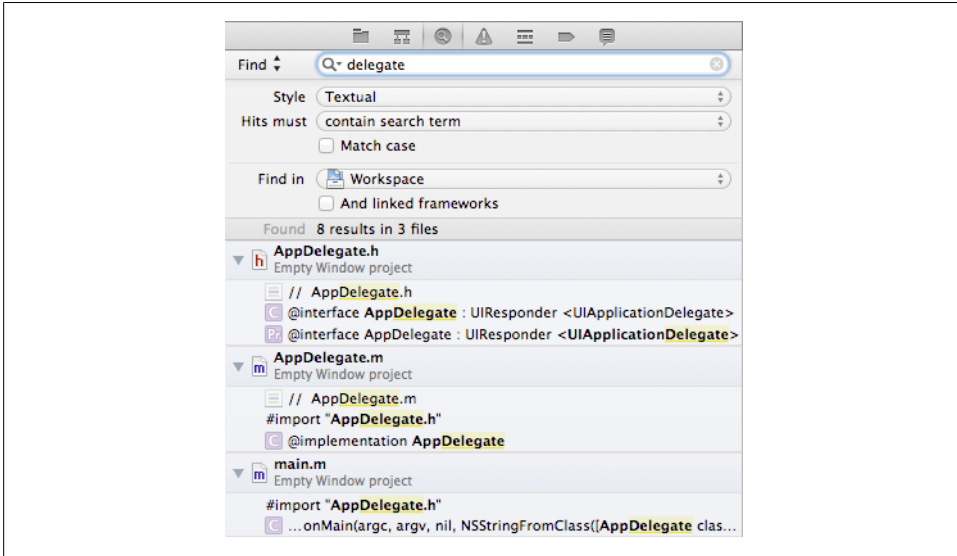 Find delegate
Style Textual
Hits must contain search term
Match case
Find in Workspace
And linked frameworks
Found 8 results in 3 files
h AppDelegate.h
Empty Window project
// AppDelegate.h
C @interface AppDelegate : UIResponder <UIApplicationDelegate>
Pr @interface AppDelegate : UIResponder <UIApplicationDelegate>
m AppDelegate.m
Empty Window project
// AppDelegate.m
#import "AppDelegate.h"
C @implementation AppDelegate
m main.m
Empty Window project
#import "AppDelegate.h"
C ...onMain(argc, argv, nil, NSStringFromClass([AppDelegate clas...